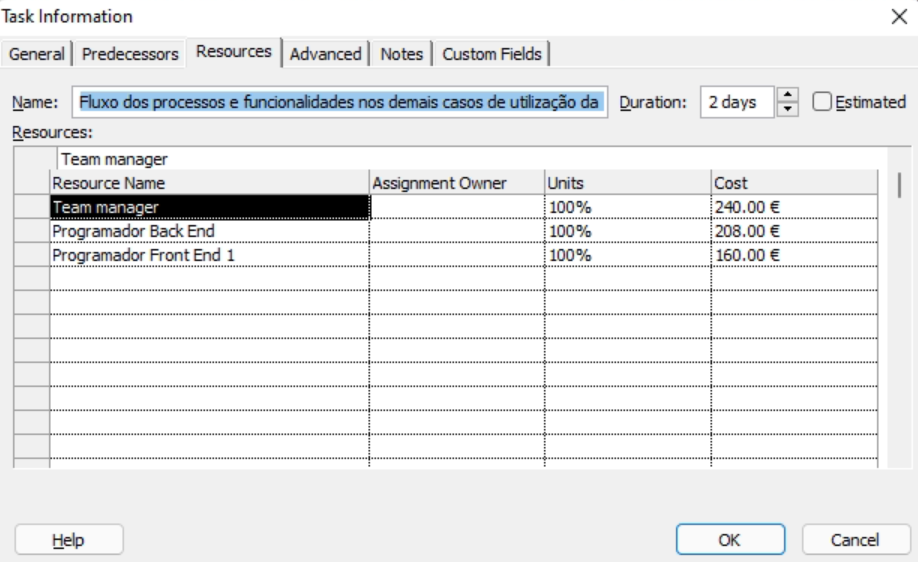 Task Information
General Predecessors Resources Advanced Notes Custom Fields
Name: Fluxo dos processos e funcionalidades nos demais casos de utilização da Duration: 2 days Estimated
Resources:
Team manager
Resource Name Assignment Owner Units Cost
Team manager 100% 240.00 €
Programador Back End 100% 208.00 €
Programador Front End 1 100% 160.00 €
Help OK Cancel